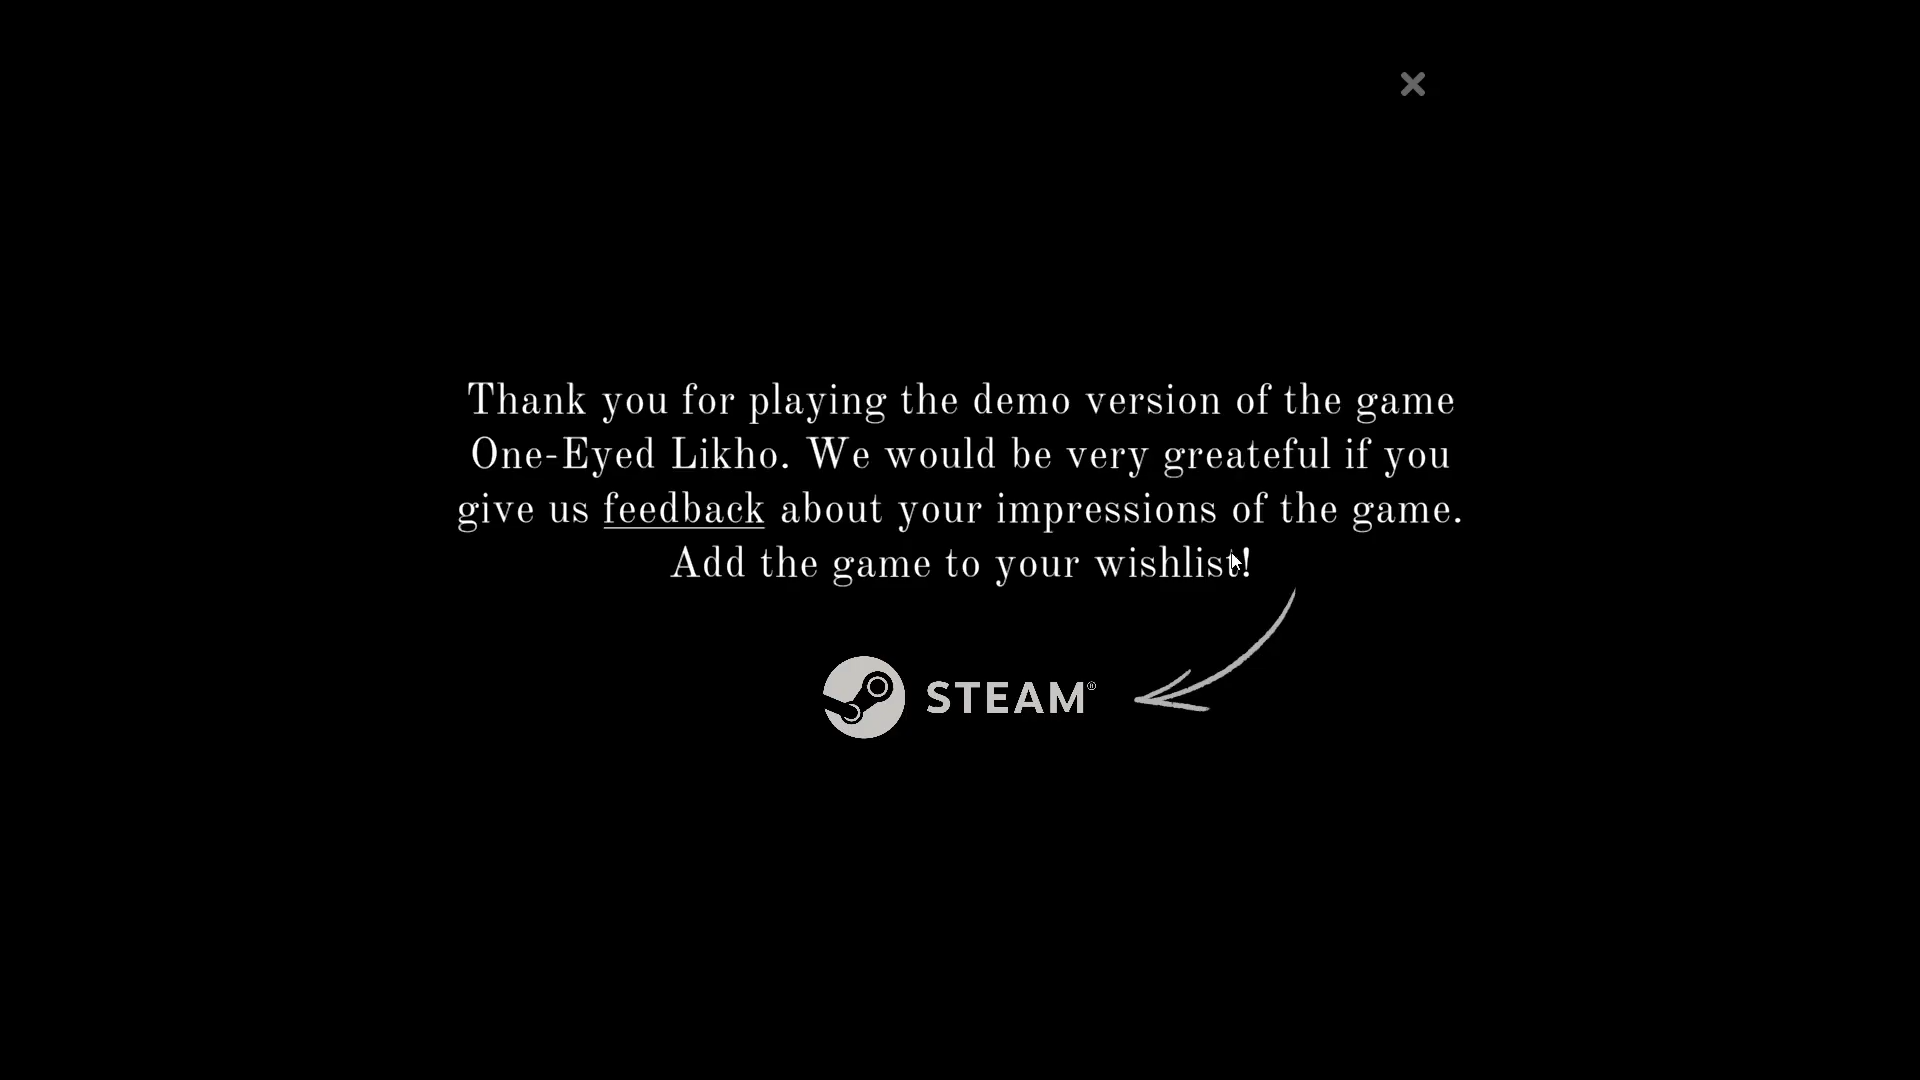 Thank you for playing the demo version of the game
One-Eyed Likho. We would be very greateful if you
give us feedback about your impressions of the game.
Add the game to your wishlist!
STEAM®